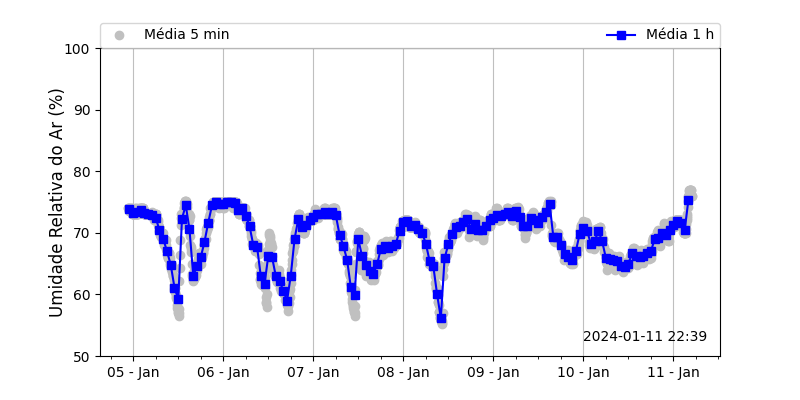 Média 5 min
Média 1 h
100
90
80
70
60
50
Umidade Relativa do Ar (%)
2024-01-11 22:39
05 - Jan
06 - Jan
07 - Jan
08 - Jan
09 - Jan
10 - Jan
11 - Jan